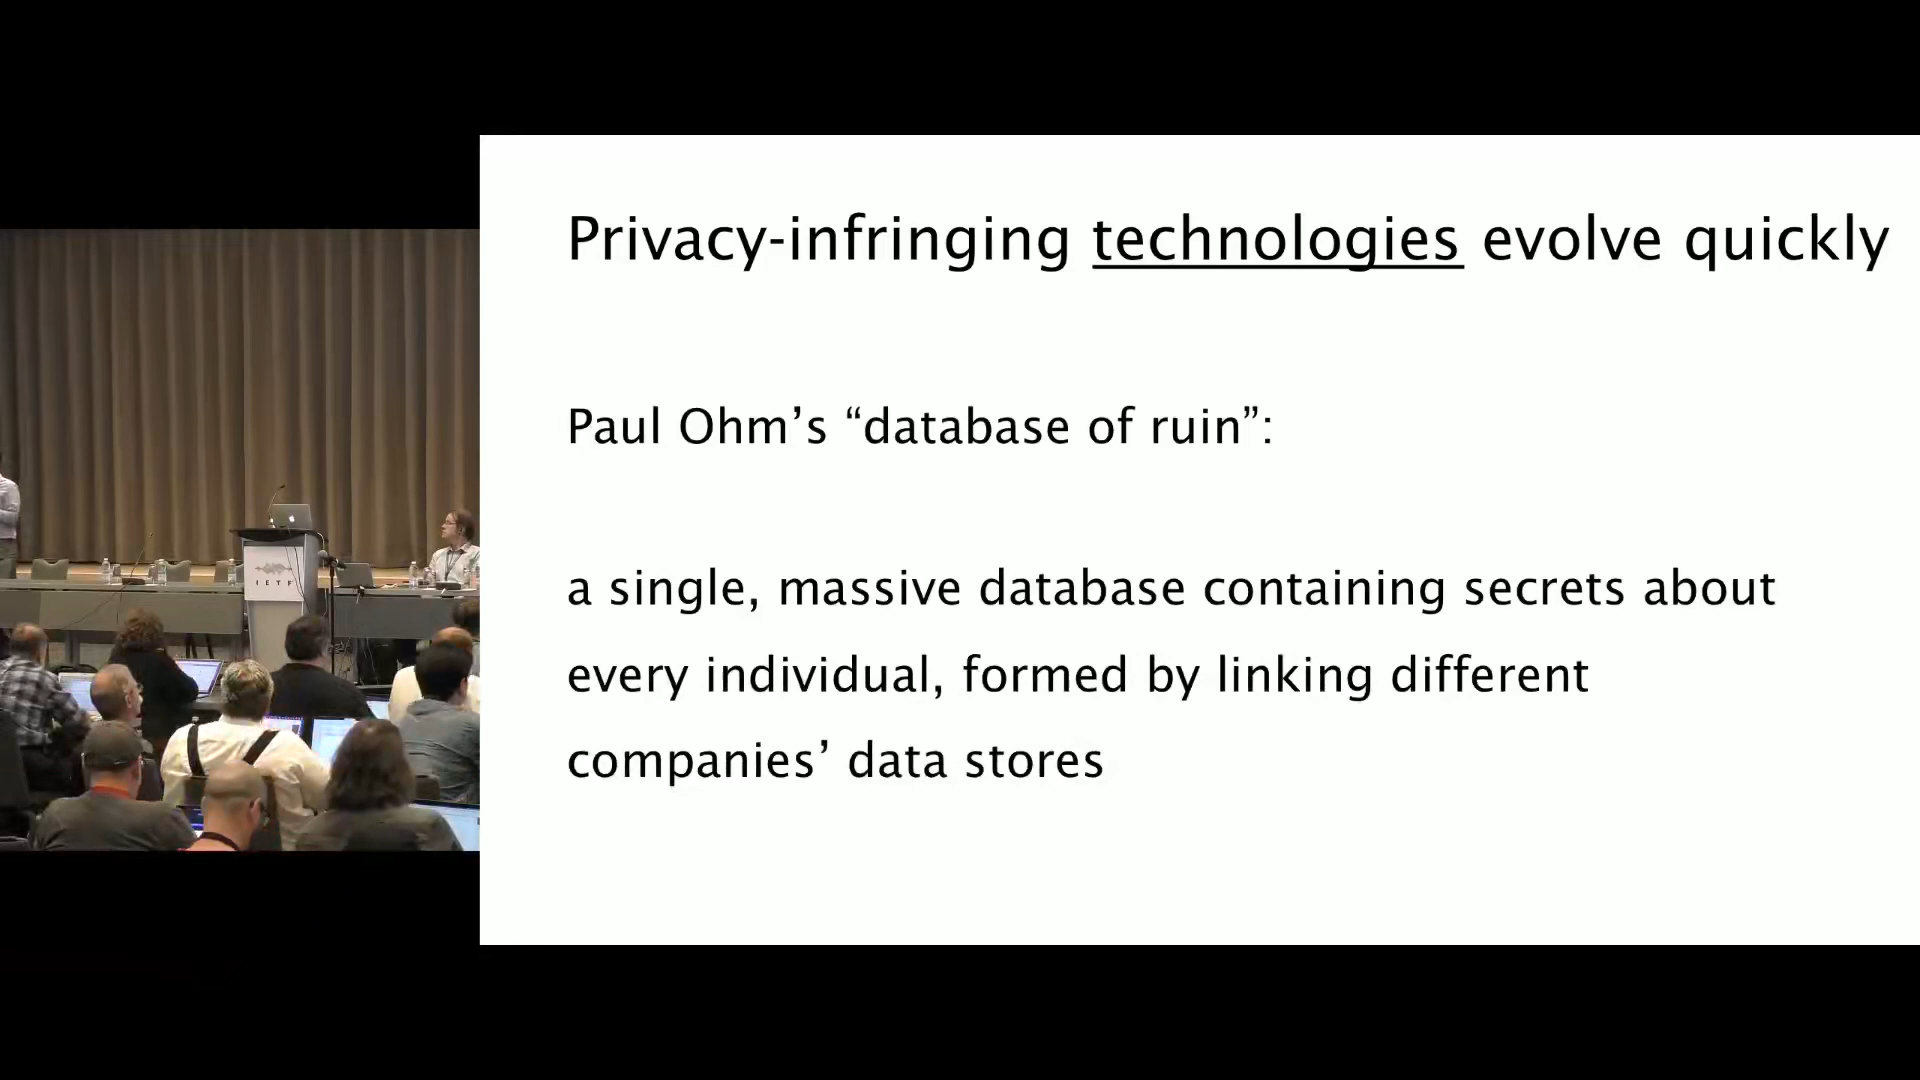 Privacy-infringing technologies evolve quickly
Paul Ohm’s “database of ruin”:
a single, massive database containing secrets about
every individual, formed by linking different
companies’ data stores
IETF